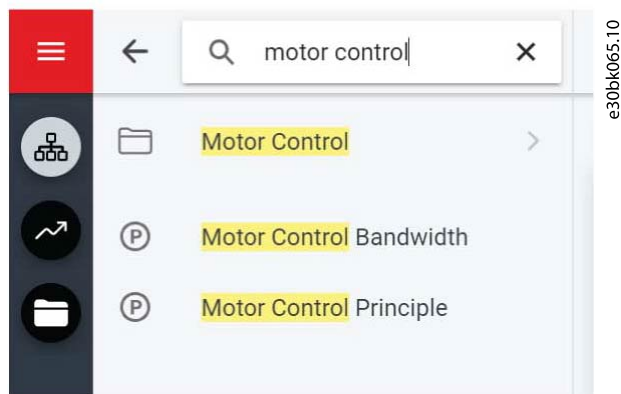 motor control
Motor Control
P Motor Control Bandwidth
P Motor Control Principle
e30bk065.10